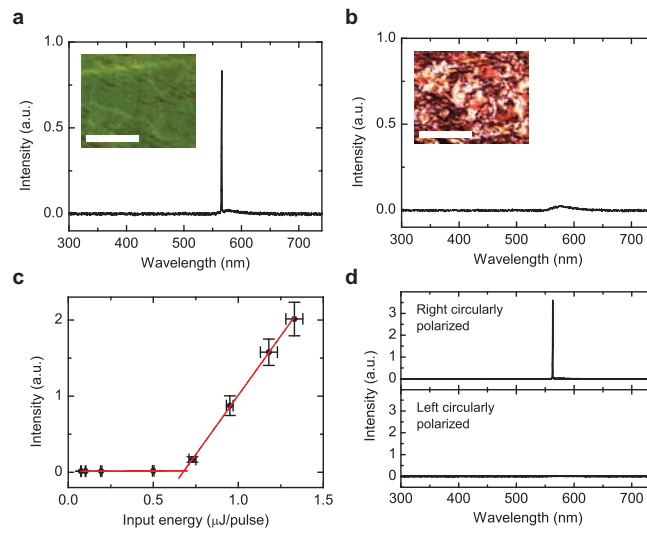 a
1.0
0.5
0.0
Intensity (a.u.)
300 400 500 600 700
Wavelength (nm)
b
1.0
0.5
0.0
Intensity (a.u.)
300 400 500 600 700
Wavelength (nm)
c
2
1
0
Intensity (a.u.)
0.0 0.5 1.0 1.5
Input energy (μJ/pulse)
d
Right circularly
polarized
3
2
1
0
Left circularly
polarized
3
2
1
0
Intensity (a.u.)
300 400 500 600 700
Wavelength (nm)